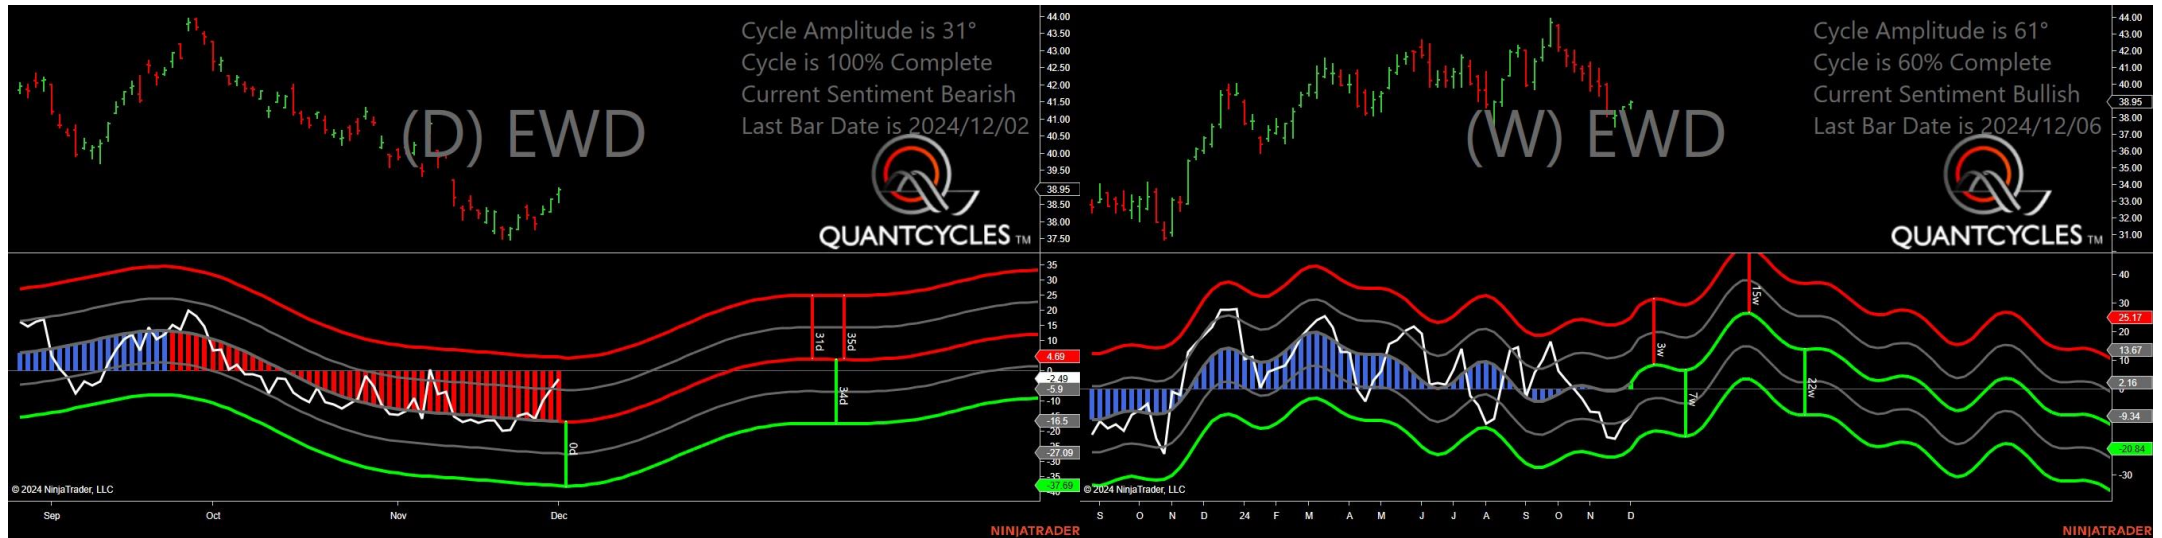 Cycle Amplitude is 31°
Cycle is 100% Complete
Current Sentiment Bearish
Last Bar Date is 2024/12/02
(D) EWD
QUANTCYCLES TM
44.00
43.50
43.00
42.50
42.00
41.50
41.00
40.50
40.00
39.50
38.95
38.50
38.00
37.50
35
30
25
20
15
10
4.69
0
-2.49
-5.9
-10
-16.5
-20
-27.09
-30
-35
-37.69
31d
35d
34d
0d
© 2024 NinjaTrader, LLC
Sep
Oct
Nov
Dec
NINJATRADER
Cycle Amplitude is 61°
Cycle is 60% Complete
Current Sentiment Bullish
Last Bar Date is 2024/12/06
(W) EWD
QUANTCYCLES TM
44.00
43.00
42.00
41.00
40.00
38.95
38.00
37.00
36.00
35.00
34.00
33.00
32.00
31.00
40
30
25.17
20
13.67
10
2.16
0
-9.34
-20.84
-30
3w
7w
15w
22w
© 2024 NinjaTrader, LLC
S O N D 24 F M A M J J A S O N D
NINJATRADER